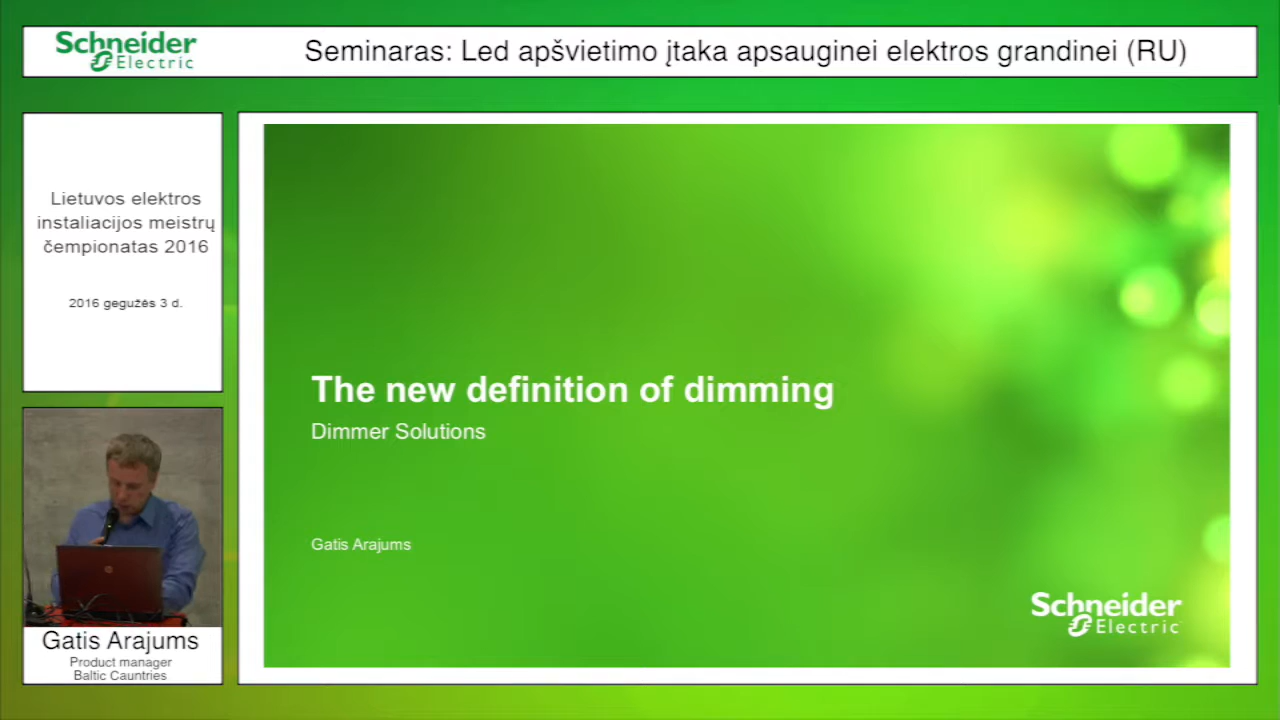 Schneider
Electric
Seminaras: Led apšvietimo įtaka apsauginei elektros grandinei (RU)
Lietuvos elektros
instaliacijos meistrų
čempionatas 2016
2016 gegužės 3 d.
The new definition of dimming
Dimmer Solutions
Gatis Arajums
Schneider
Electric
Gatis Arajums
Product manager
Baltic Cauntries